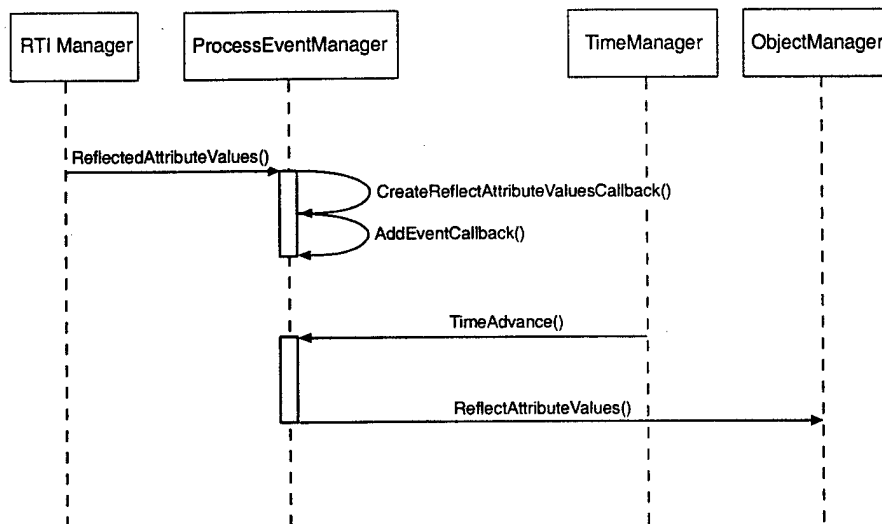 RTI Manager
ProcessEventManager
TimeManager
ObjectManager
ReflectedAttributeValues()
CreateReflectAttributeValuesCallback()
AddEventCallback()
TimeAdvance()
ReflectAttributeValues()